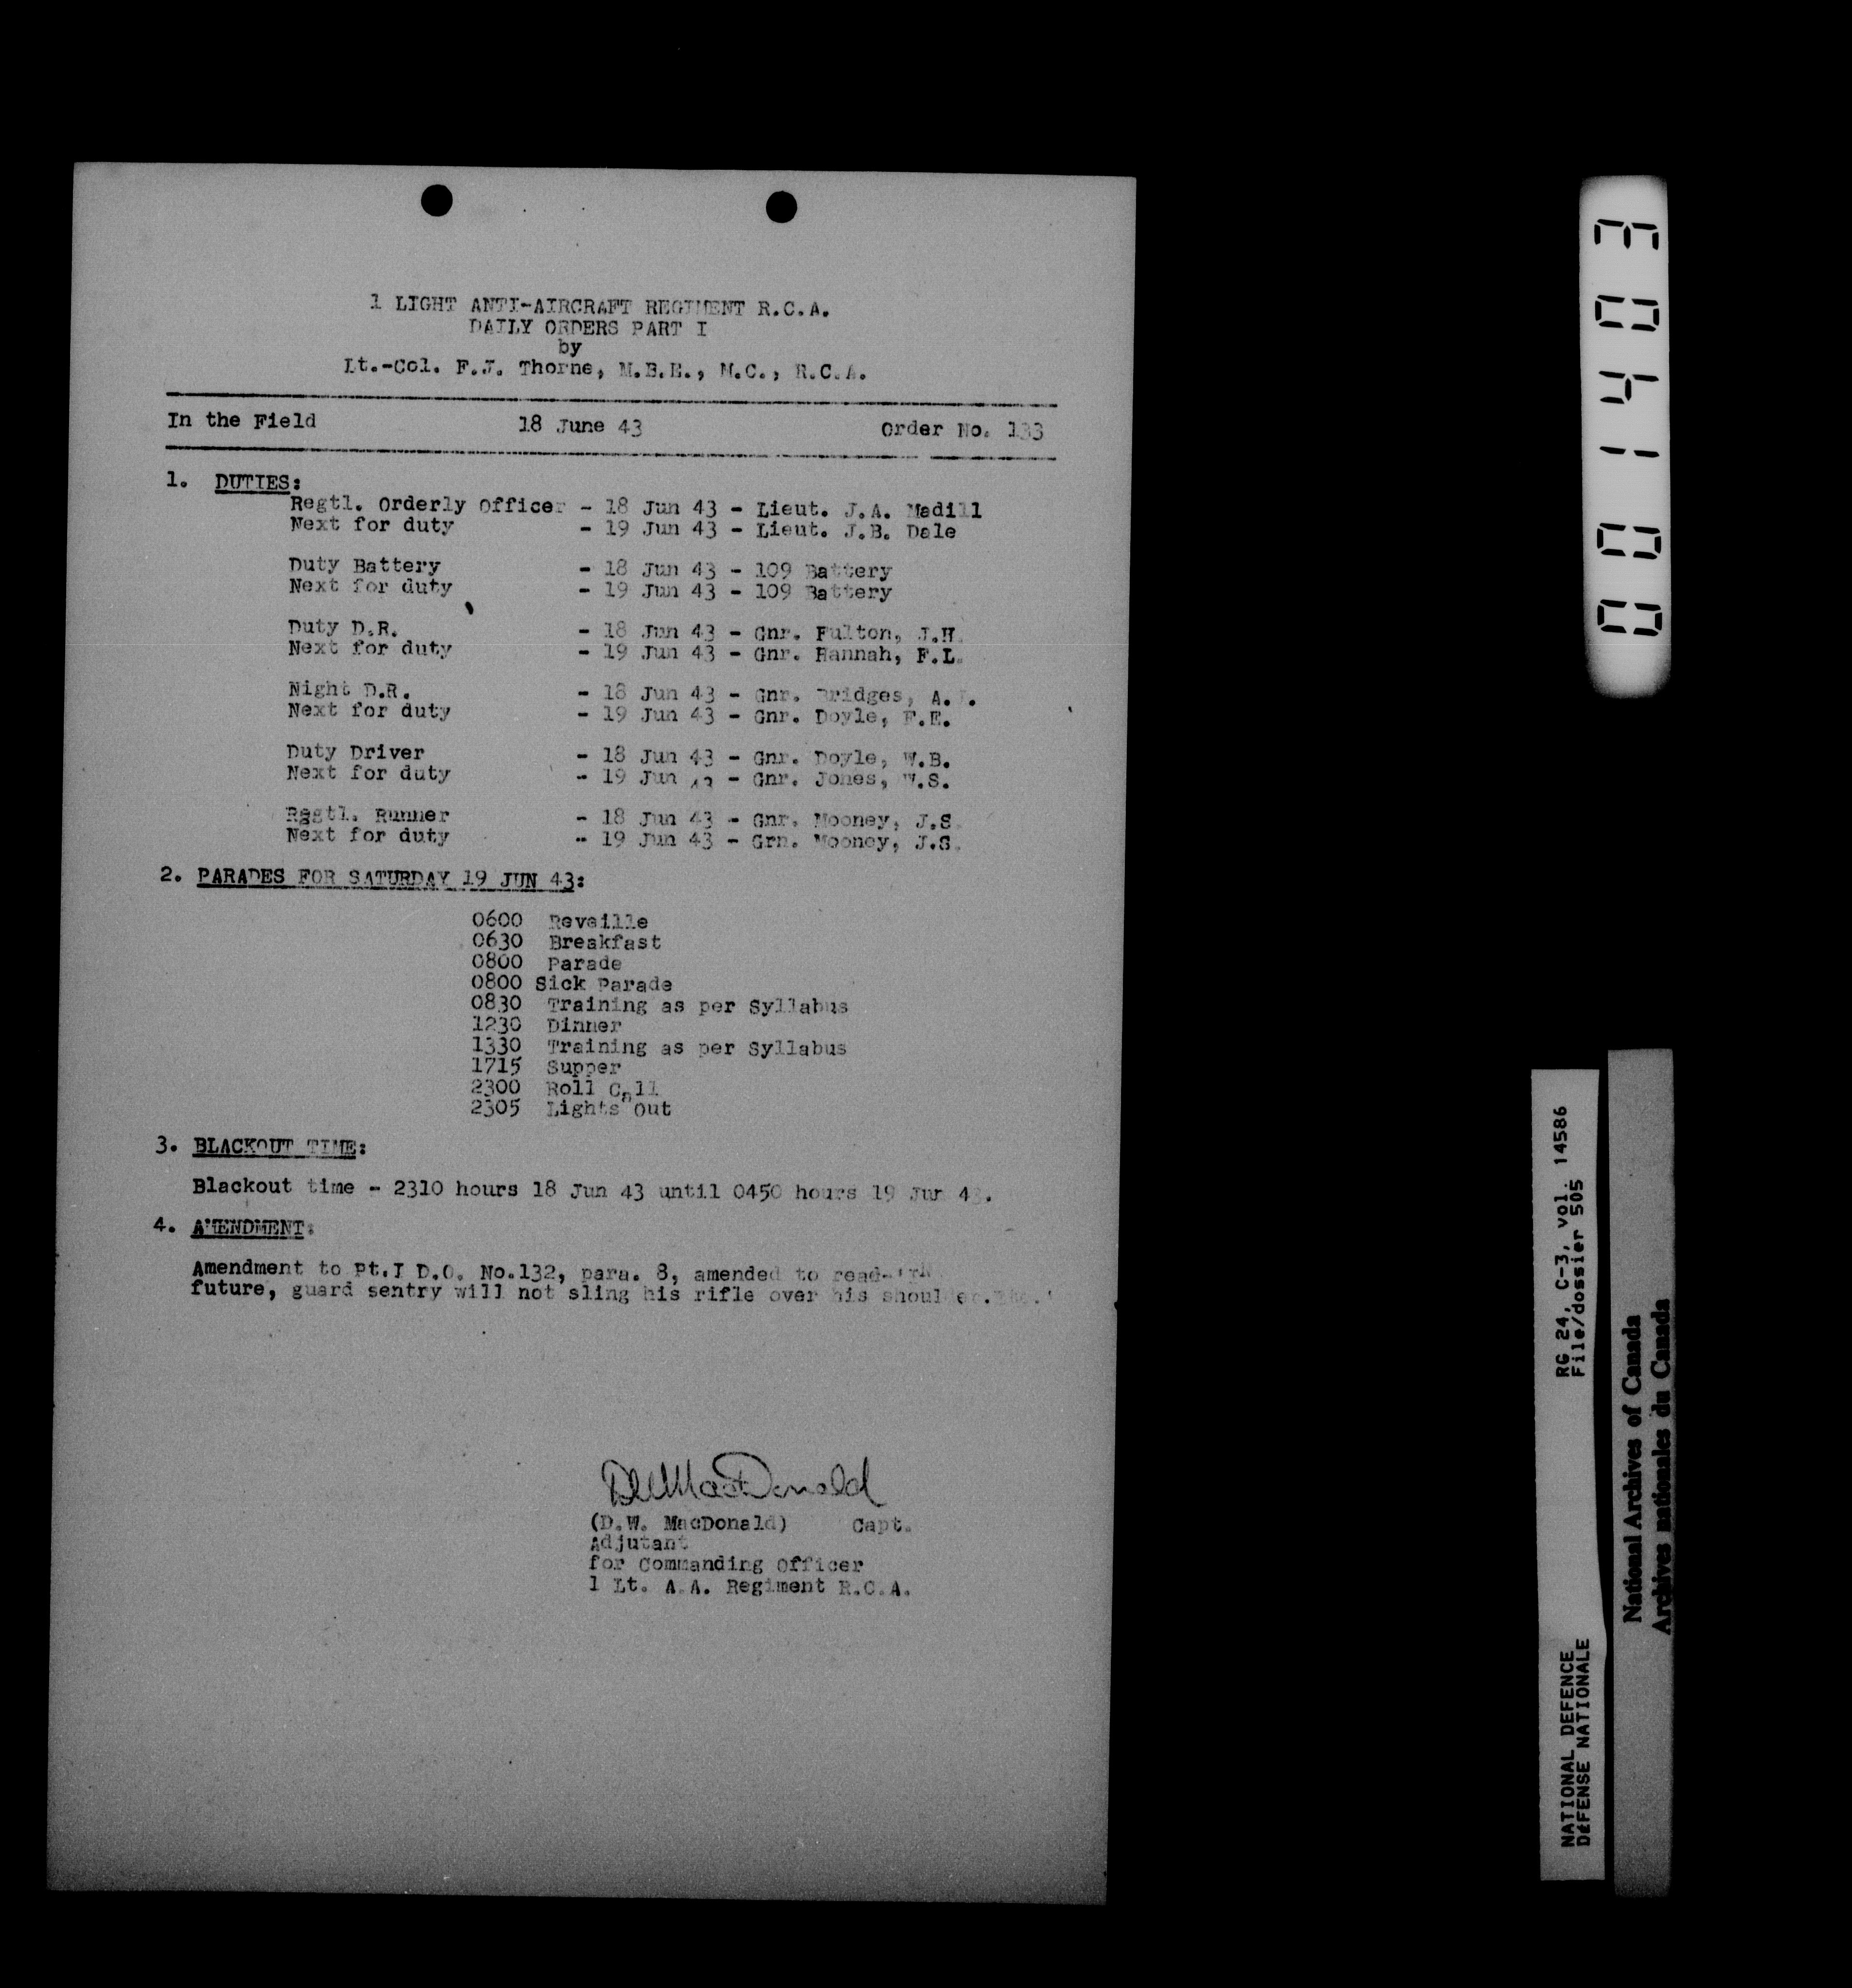 1 LIGHT ANTI-AIRCRAFT REGIMENT R.C.A.
DAILY ORDERS PART I
by
Lt.-Col. F.J. Thorne, M.B.E., M.C., R.C.A.
In the Field 18 June 43 Order No. 133
1. DUTIES:
Regtl. Orderly Officer - 18 Jun 43 - Lieut. J.A. Madill
Next for duty - 19 Jun 43 - Lieut. J.B. Dale
Duty Battery - 18 Jun 43 - 109 Battery
Next for duty - 19 Jun 43 - 109 Battery
Duty D.R. - 18 Jun 43 - Gnr. Fulton, J.H.
Next for duty - 19 Jun 43 - Gnr. Hannah, F.L.
Night D.R. - 18 Jun 43 - Gnr. Bridges, A.
Next for duty - 19 Jun 43 - Gnr. Doyle, F.E.
Duty Driver - 18 Jun 43 - Gnr. Doyle, W.B.
Next for duty - 19 Jun 43 - Gnr. Jones, W.S.
Regtl. Runner - 18 Jun 43 - Gnr. Mooney, J.S.
Next for duty - 19 Jun 43 - Grn. Mooney, J.S.
2. PARADES FOR SATURDAY 19 JUN 43:
0600 Reveille
0630 Breakfast
0800 Parade
0800 Sick Parade
0830 Training as per Syllabus
1230 Dinner
1330 Training as per Syllabus
1715 Supper
2300 Roll Call
2305 Lights Out
3. BLACKOUT TIME:
Blackout time - 2310 hours 18 Jun 43 until 0450 hours 19 Jun 43.
4. AMENDMENT:
Amendment to Pt.I D.O. No.132, para. 8, amended to read-
future, guard sentry will not sling his rifle over his shoulder.
DWMacDonald
(D.W. MacDonald) Capt.
Adjutant
for Commanding Officer
1 Lt. A.A. Regiment R.C.A.
RG 24, C-3, vol. 14586
File/dossier 505
NATIONAL DEFENCE
DÉFENSE NATIONALE
National Archives of Canada
Archives nationales du Canada